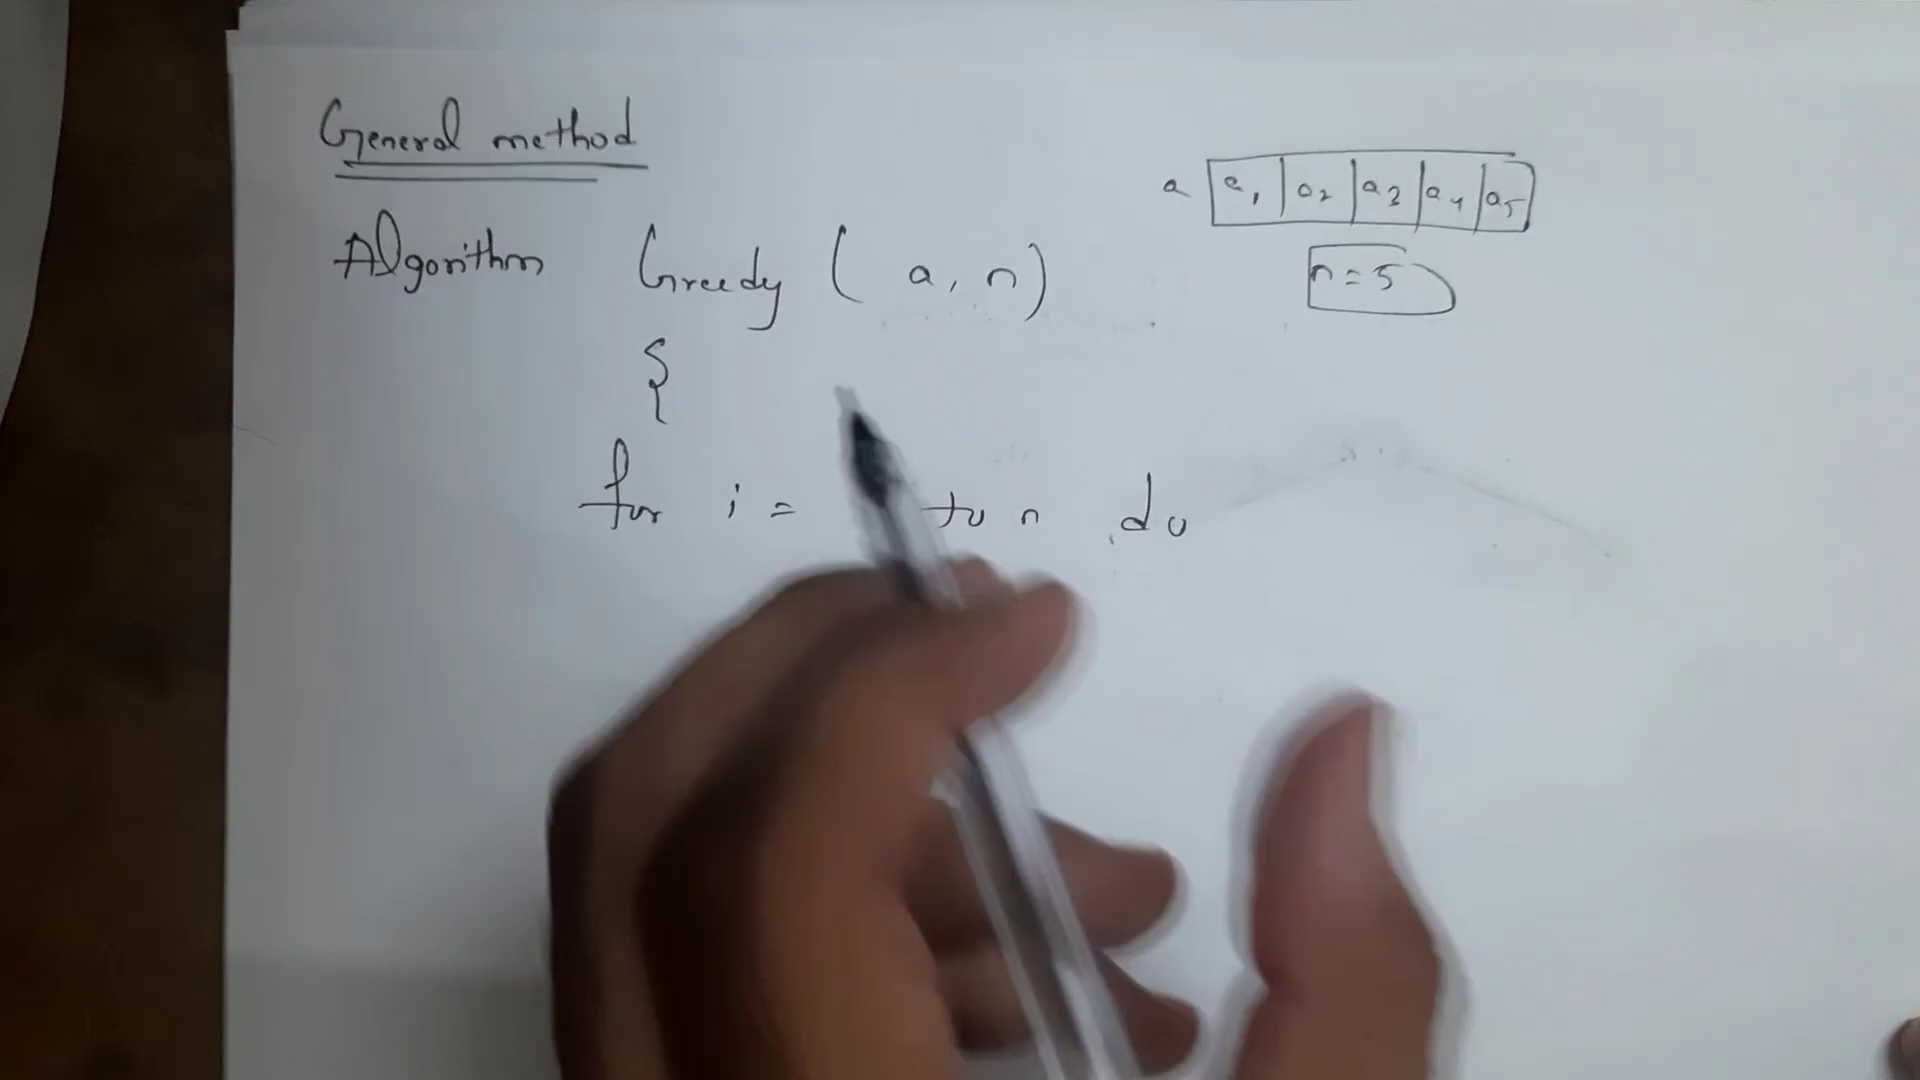 General method
a a1 a2 a3 a4 a5
Algorithm Greedy ( a, n)
n = 5
{
for i = to n do